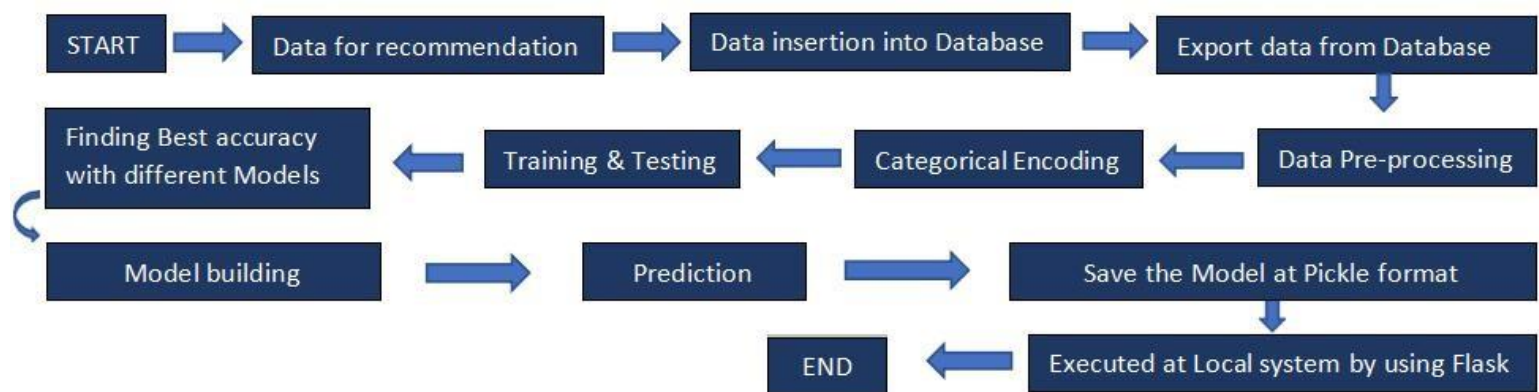 START
Data for recommendation
Data insertion into Database
Export data from Database
Data Pre-processing
Categorical Encoding
Training & Testing
Finding Best accuracy
with different Models
Model building
Prediction
Save the Model at Pickle format
Executed at Local system by using Flask
END